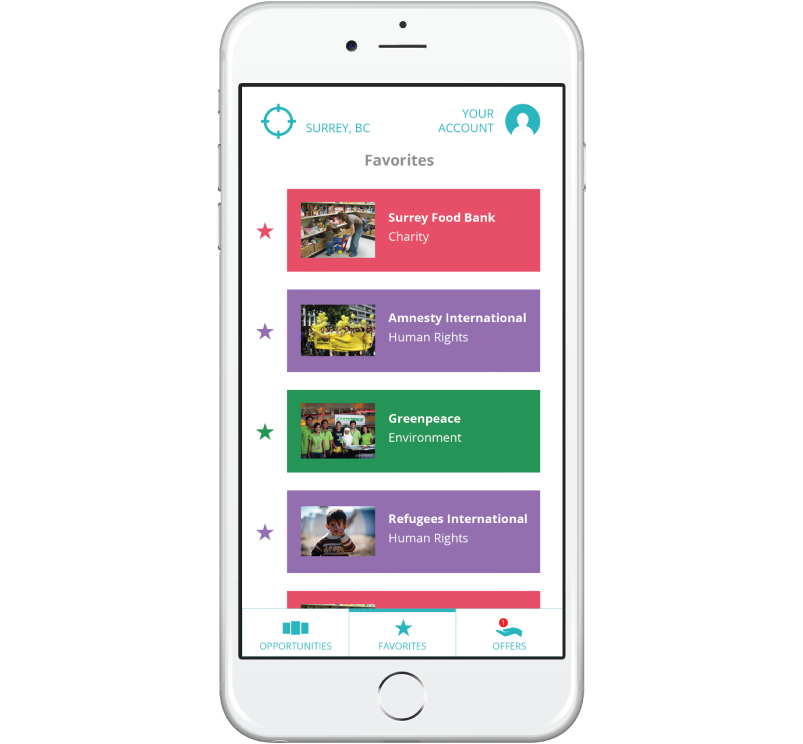 SURREY, BC
YOUR
ACCOUNT
Favorites
Surrey Food Bank
Charity
Amnesty International
Human Rights
Greenpeace
Environment
Refugees International
Human Rights
1
OPPORTUNITIES
FAVORITES
OFFERS